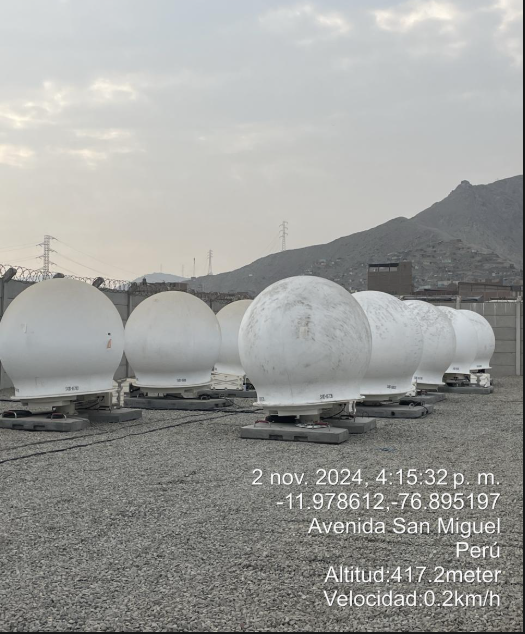 2 nov. 2024, 4:15:32 p. m.
-11.978612,-76.895197
Avenida San Miguel
Perú
Altitud:417.2meter
Velocidad:0.2km/h